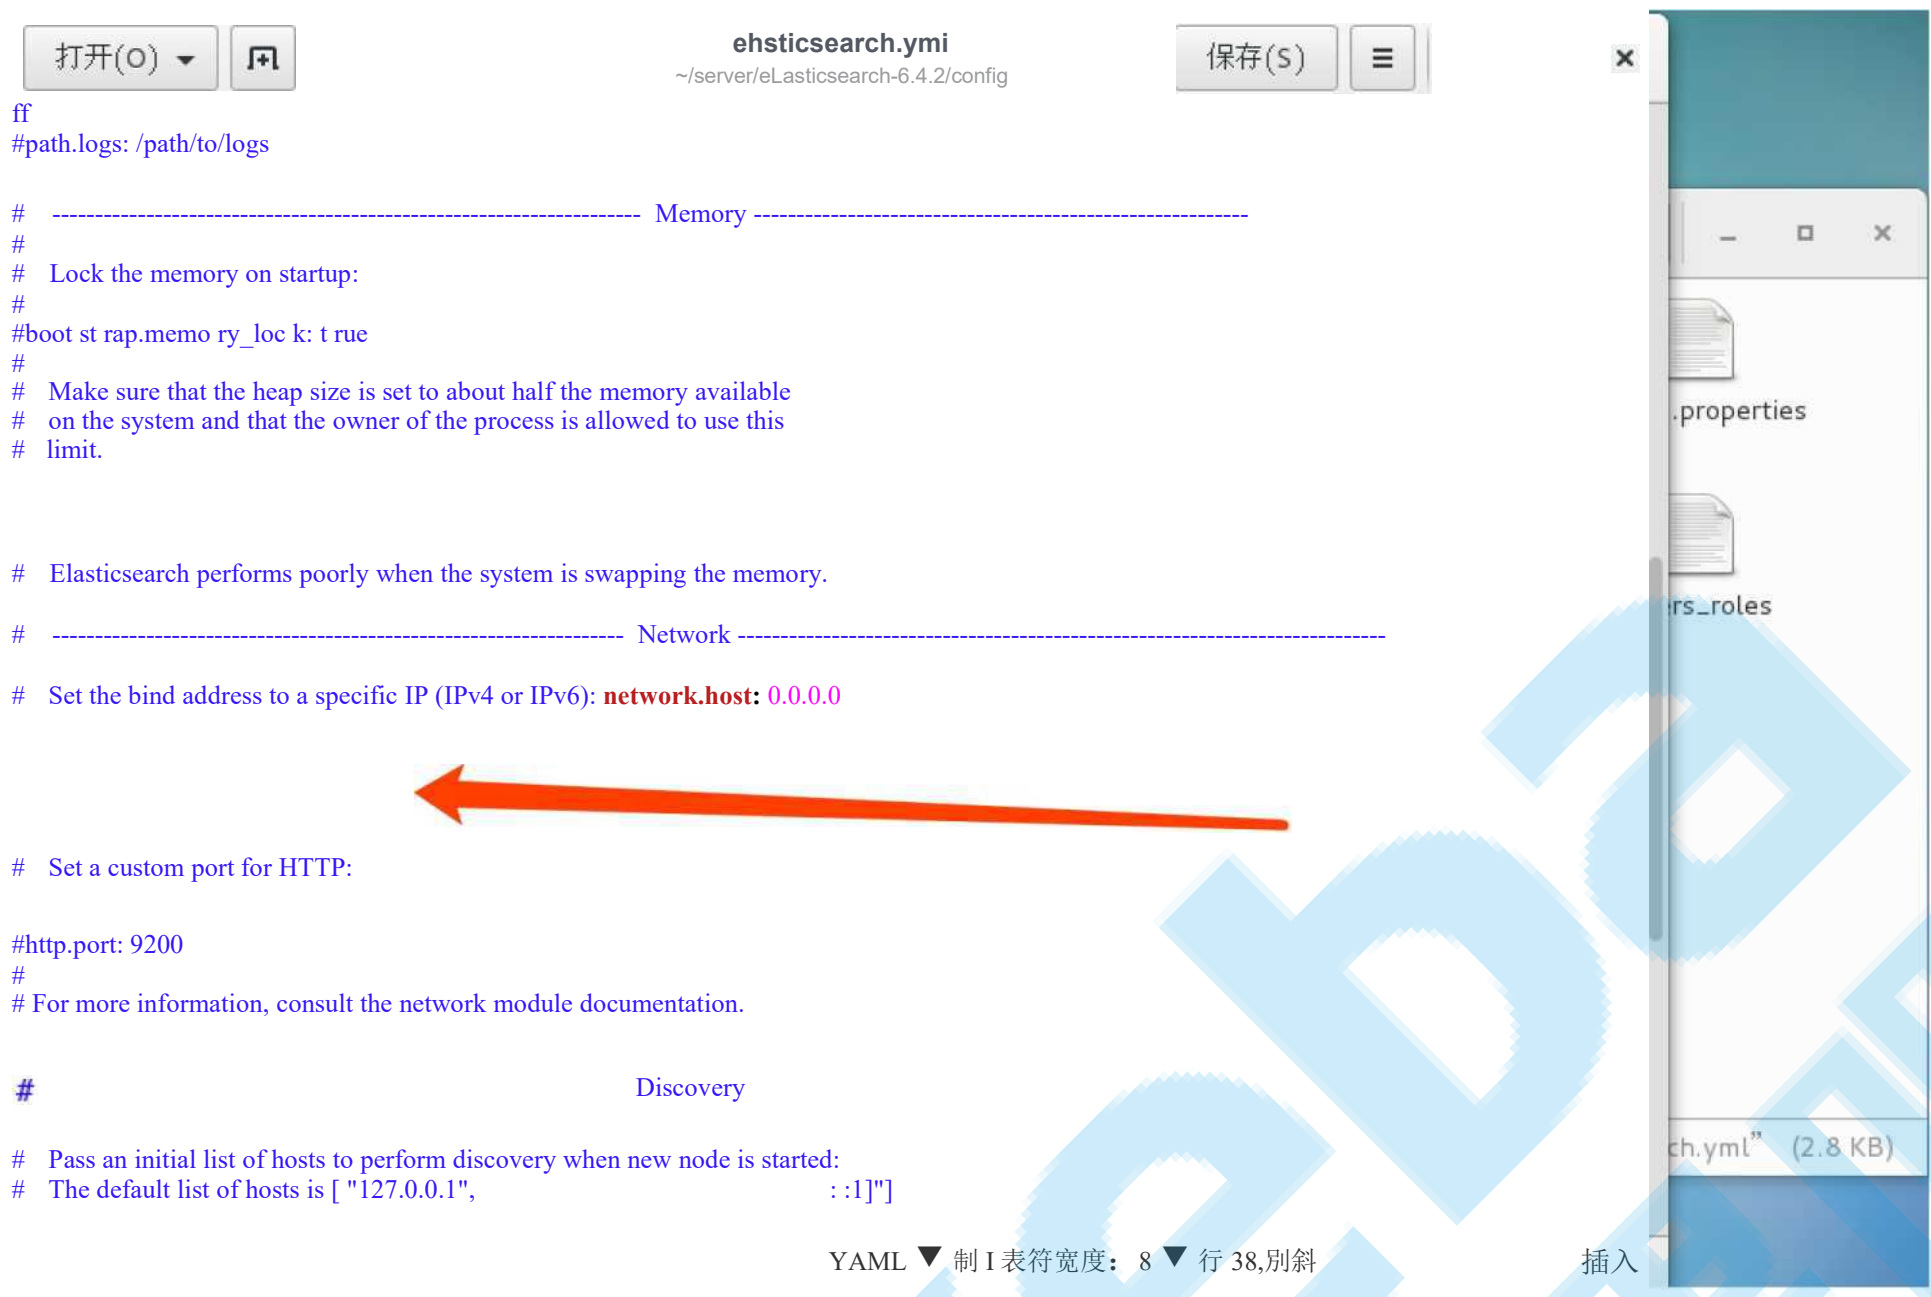 打开(O)
ehsticsearch.ymi
~/server/eLasticsearch-6.4.2/config
保存(S)
ff
#path.logs: /path/to/logs
# --------------------------------------------------------------------- Memory ----------------------------------------------------------
#
# Lock the memory on startup:
#
#boot st rap.memo ry_loc k: t rue
#
# Make sure that the heap size is set to about half the memory available
# on the system and that the owner of the process is allowed to use this
# limit.
# Elasticsearch performs poorly when the system is swapping the memory.
# ------------------------------------------------------------------- Network ----------------------------------------------------------------------------
# Set the bind address to a specific IP (IPv4 or IPv6): network.host: 0.0.0.0
# Set a custom port for HTTP:
#http.port: 9200
#
# For more information, consult the network module documentation.
# Discovery
# Pass an initial list of hosts to perform discovery when new node is started:
# The default list of hosts is [ "127.0.0.1", : :1]"]
YAML ▼ 制 I 表符宽度： 8 ▼ 行 38,別斜
插入
.properties
ers_roles
ch.yml” (2.8 KB)